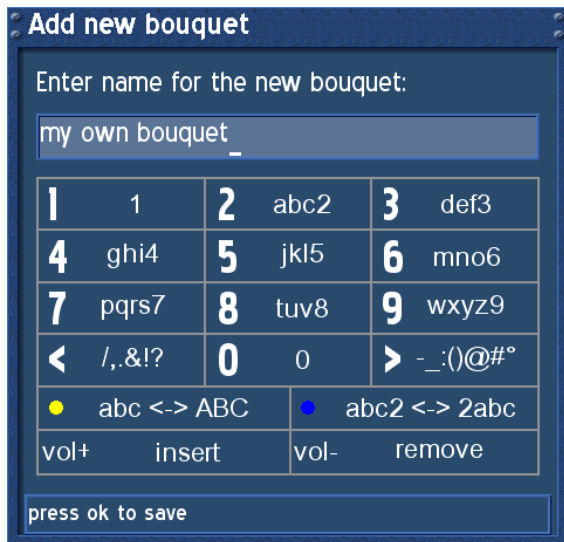 Add new bouquet
Enter name for the new bouquet:
my own bouquet_
1 1 2 abc2 3 def3
4 ghi4 5 jkl5 6 mno6
7 pqrs7 8 tuv8 9 wxyz9
< /,.&!? 0 0 > -_:()@#°
abc <-> ABC abc2 <-> 2abc
vol+ insert vol- remove
press ok to save